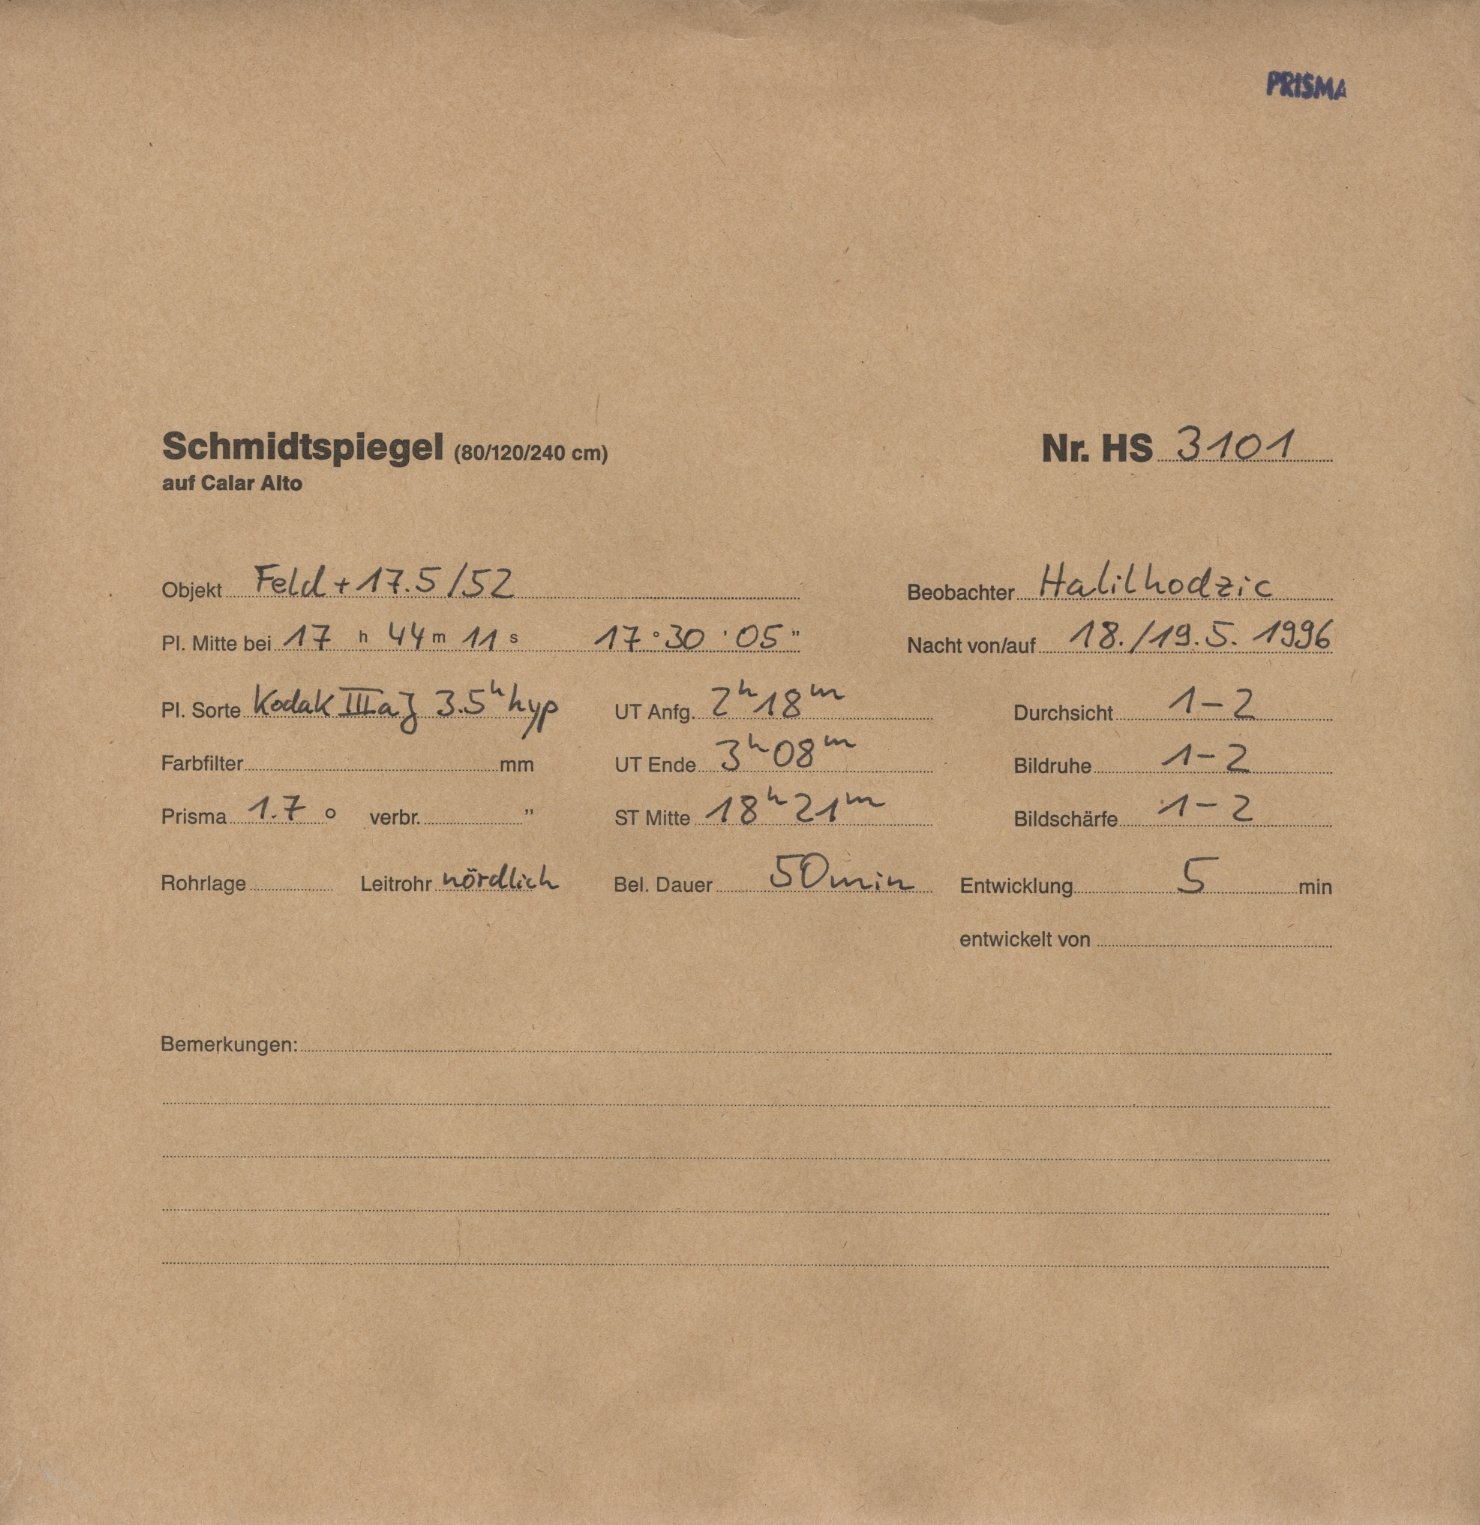 PRISMA
Schmidtspiegel (80/120/240 cm) Nr. HS 3101
auf Calar Alto
Objekt Feld +17.5/52 Beobachter Halilhodzic
Pl. Mitte bei 17 h 44 m 11 s 17 ° 30 ' 05 " Nacht von/auf 18./19.5. 1996
Pl. Sorte Kodak IIIaJ 3.5h hyp UT Anfg. 2h 18m Durchsicht 1-2
Farbfilter mm UT Ende 3h 08m Bildruhe 1-2
Prisma 1.7 ° verbr. " ST Mitte 18h 21m Bildschärfe 1-2
Rohrlage Leitrohr nördlich Bel. Dauer 50 min Entwicklung 5 min
entwickelt von
Bemerkungen: